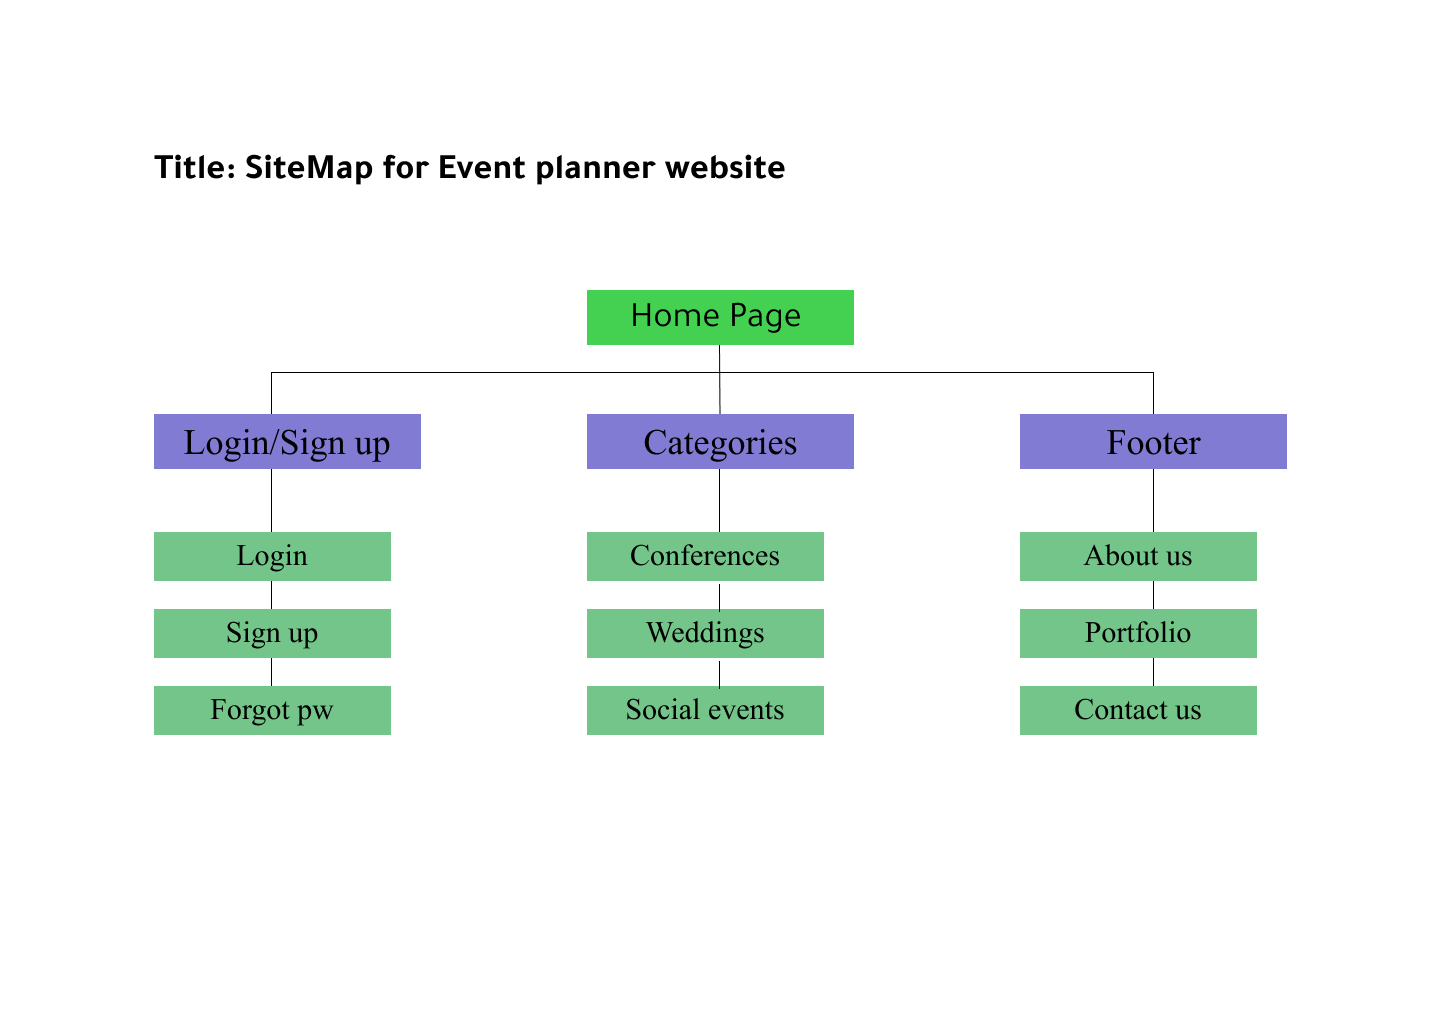 Title: SiteMap for Event planner website
Home Page
Login/Sign up
Categories
Footer
Login
Conferences
About us
Sign up
Weddings
Portfolio
Forgot pw
Social events
Contact us